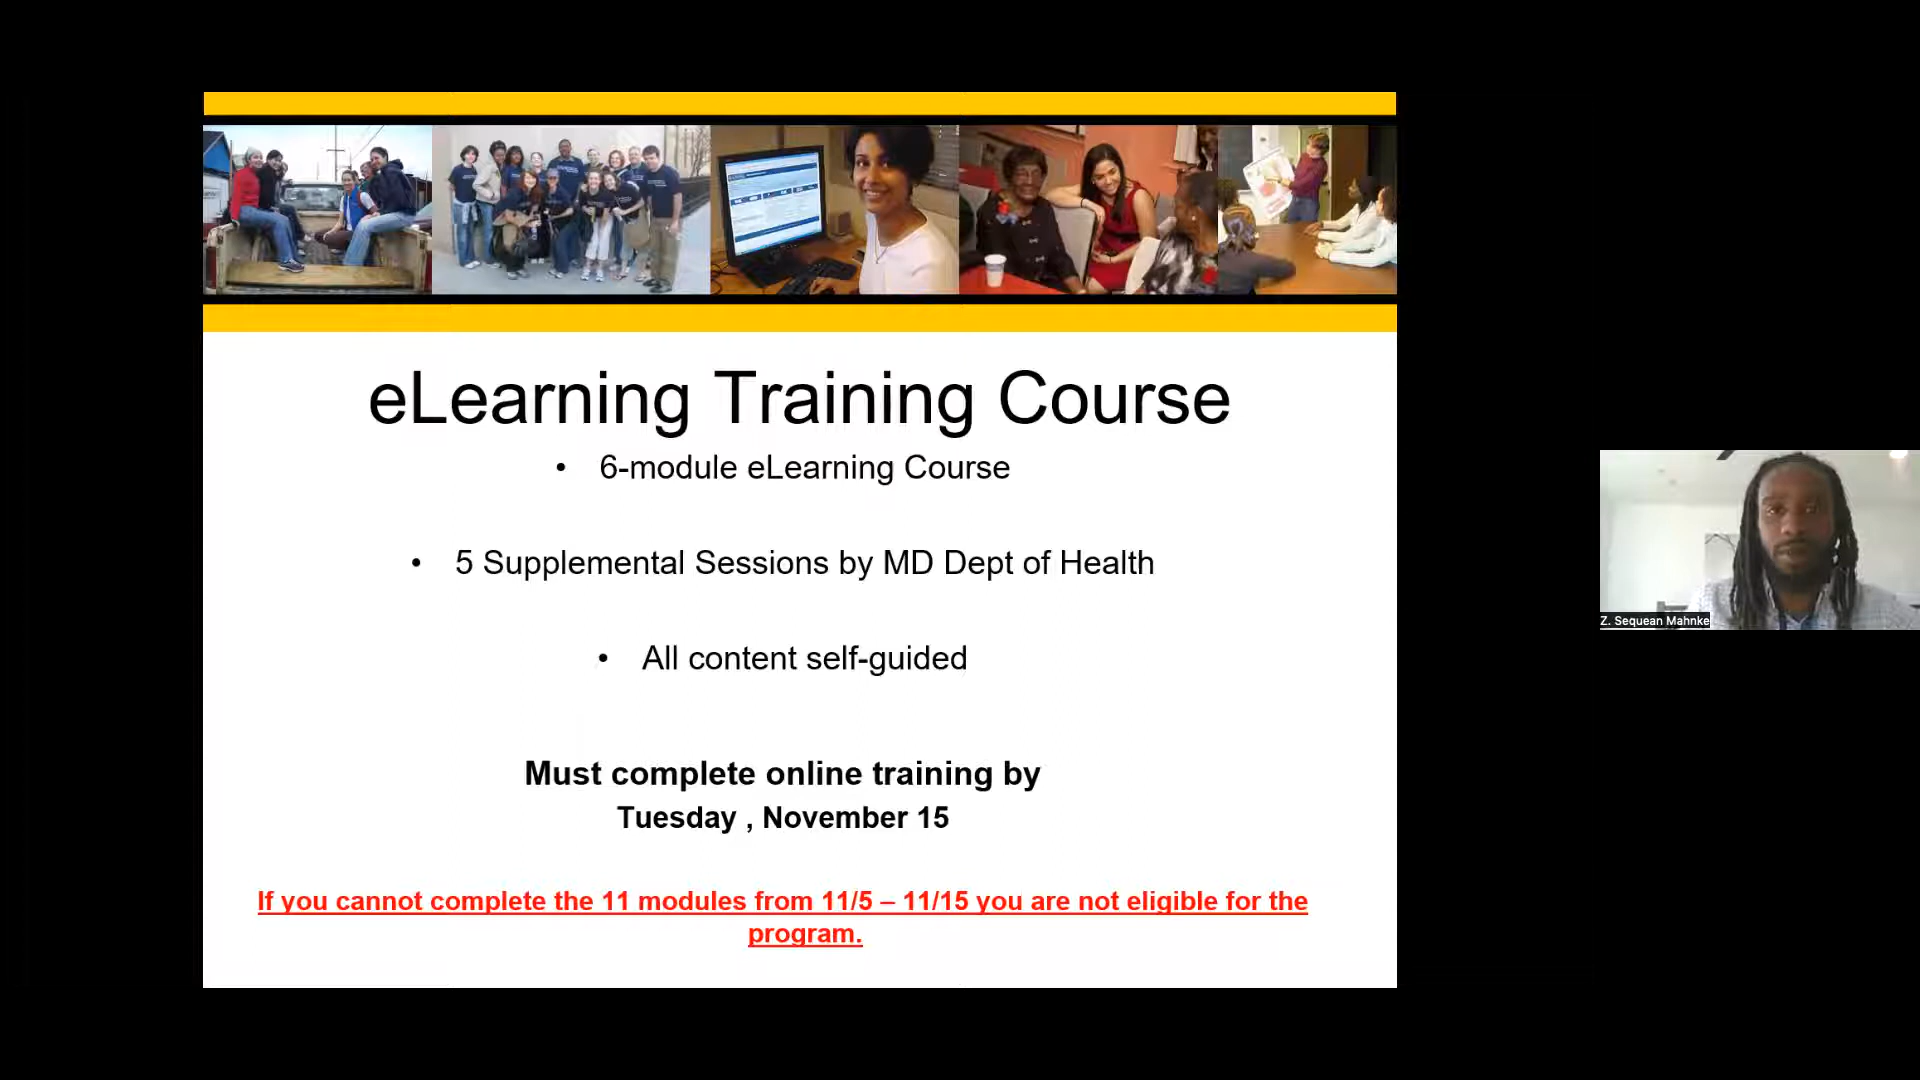 eLearning Training Course
• 6-module eLearning Course
• 5 Supplemental Sessions by MD Dept of Health
• All content self-guided
Must complete online training by
Tuesday , November 15
If you cannot complete the 11 modules from 11/5 – 11/15 you are not eligible for the
program.
Z. Sequean Mahnke